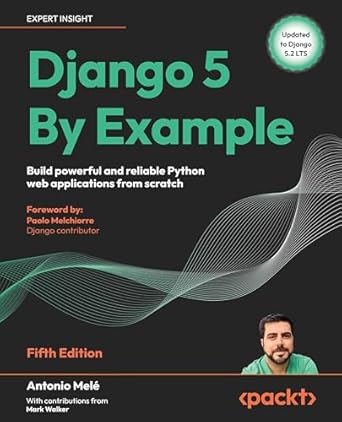 EXPERT INSIGHT
Updated
to Django
5.2 LTS
Django 5
By Example
Build powerful and reliable Python
web applications from scratch
Foreword by:
Paolo Melchiorre
Django contributor
Fifth Edition
Antonio Melé
With contributions from
Mark Walker
<packt>